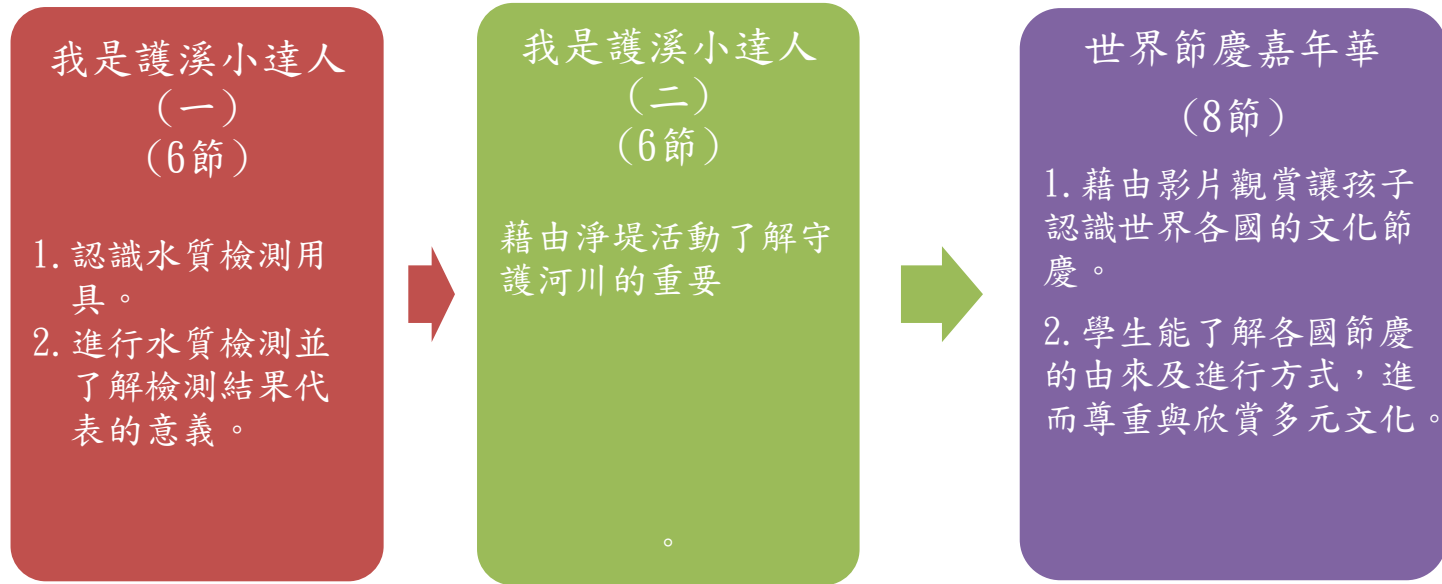 我是護溪小達人
(一)
(6節)
1.認識水質檢測用
具。
2.進行水質檢測並
了解檢測結果代
表的意義。
我是護溪小達人
(二)
(6節)
藉由淨堤活動了解守
護河川的重要
。
世界節慶嘉年華
(8節)
1.藉由影片觀賞讓孩子
認識世界各國的文化節
慶。
2.學生能了解各國節慶
的由來及進行方式，進
而尊重與欣賞多元文化。